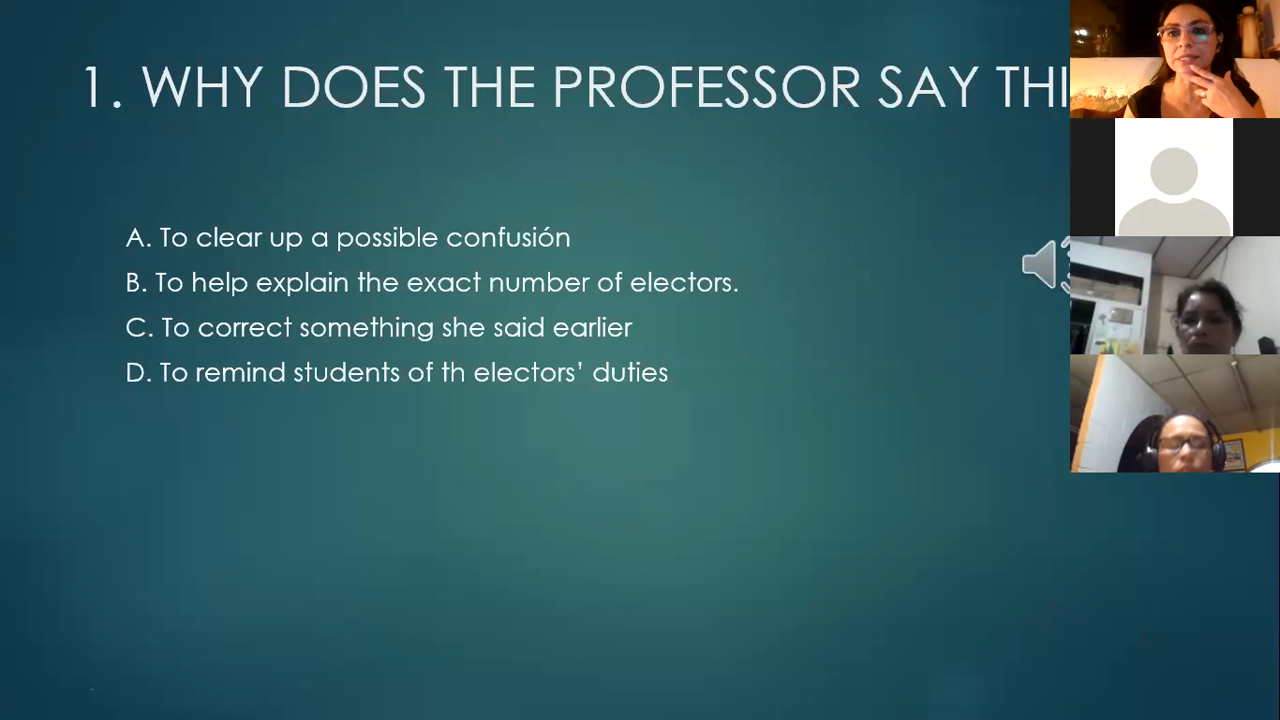 1. WHY DOES THE PROFESSOR SAY THI
A. To clear up a possible confusión
B. To help explain the exact number of electors.
C. To correct something she said earlier
D. To remind students of th electors’ duties